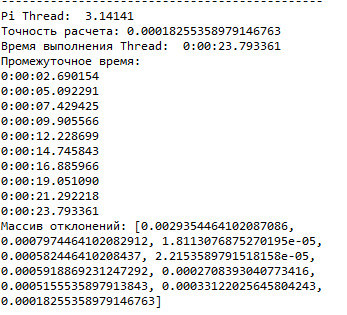 --------------------------------------------------
Pi Thread:  3.14141
Точность расчета: 0.00018255358979146763
Время выполнения Thread:  0:00:23.793361
Промежуточное время:
0:00:02.690154
0:00:05.092291
0:00:07.429425
0:00:09.905566
0:00:12.228699
0:00:14.745843
0:00:16.885966
0:00:19.051090
0:00:21.292218
0:00:23.793361
Массив отклонений: [0.0029354464102087086,
0.0007974464102082912, 1.8113076875270195e-05,
0.000582446410208437, 2.2153589791518158e-05,
0.0005918869231247292, 0.0002708393040773416,
0.0005155535897913843, 0.00033122025645804243,
0.00018255358979146763]